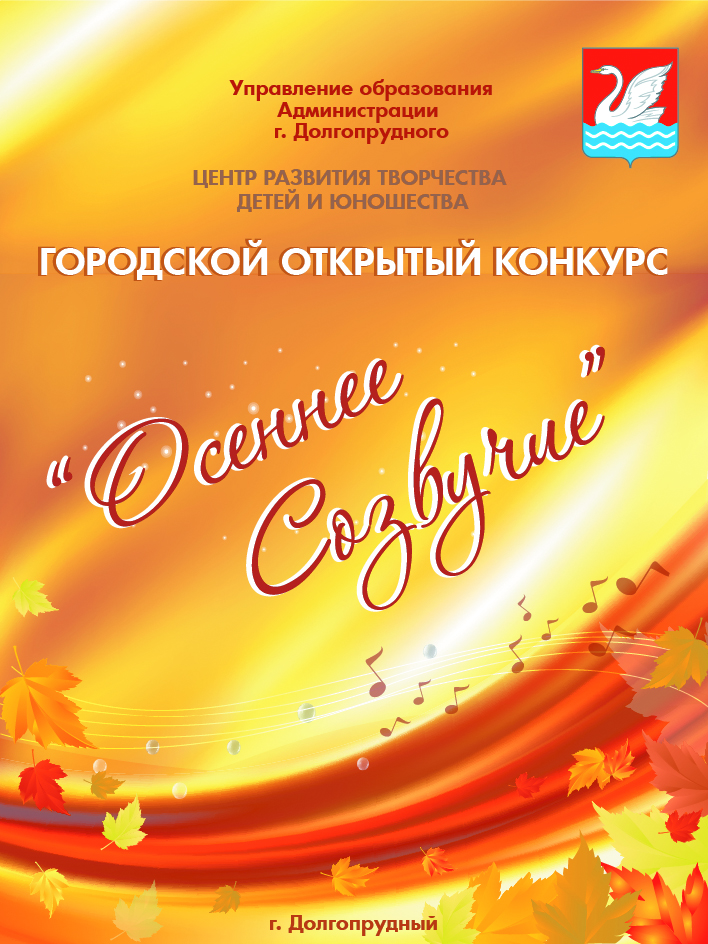 Управление образования
Администрации
г. Долгопрудного
ЦЕНТР РАЗВИТИЯ ТВОРЧЕСТВА
ДЕТЕЙ И ЮНОШЕСТВА
ГОРОДСКОЙ ОТКРЫТЫЙ КОНКУРС
“Осеннее
Созвучие”
г. Долгопрудный